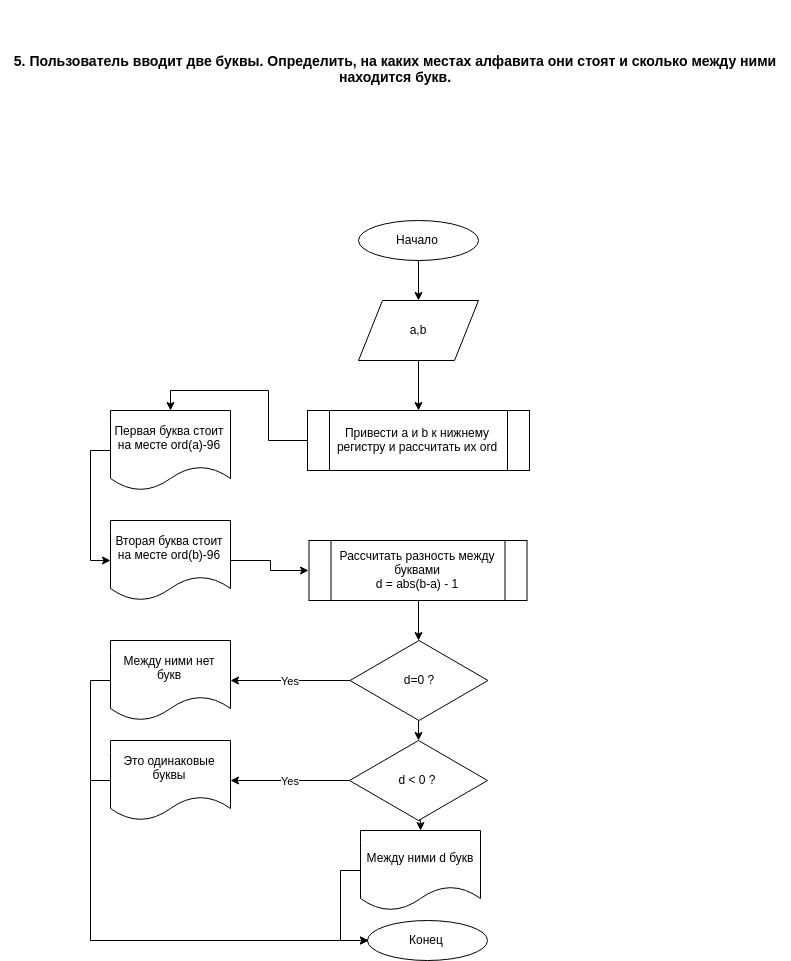 5. Пользователь вводит две буквы. Определить, на каких местах алфавита они стоят и сколько между ними
находится букв.
Начало
a,b
Привести a и b к нижнему
регистру и рассчитать их ord
Первая буква стоит
на месте ord(a)-96
Вторая буква стоит
на месте ord(b)-96
Рассчитать разность между
буквами
d = abs(b-a) - 1
d=0 ?
Yes
Между ними нет
букв
d < 0 ?
Yes
Это одинаковые
буквы
Между ними d букв
Конец